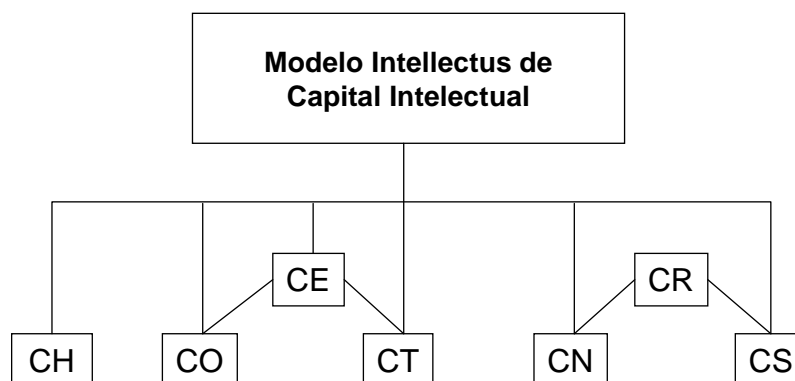 Modelo Intellectus de
Capital Intelectual
CE
CR
CH
CO
CT
CN
CS